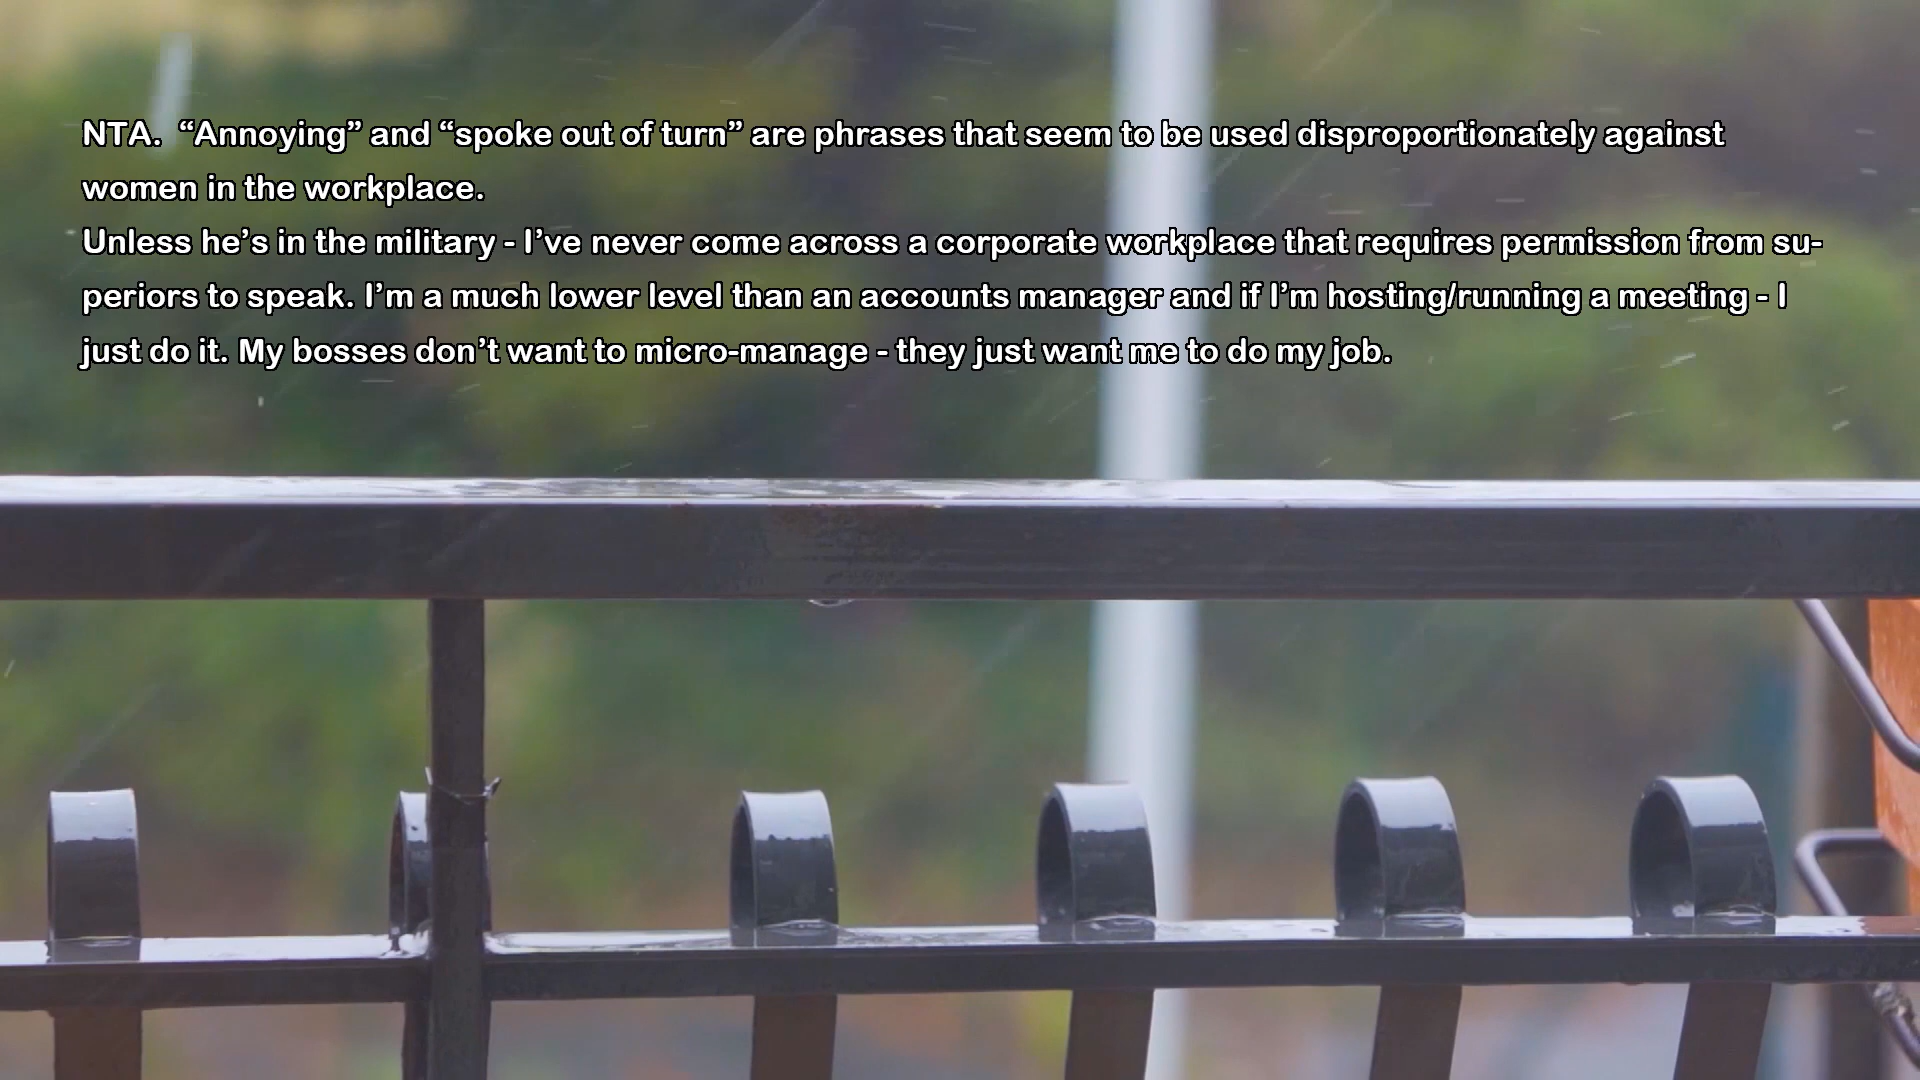 NTA.  “Annoying” and “spoke out of turn” are phrases that seem to be used disproportionately against
women in the workplace.
Unless he’s in the military - I’ve never come across a corporate workplace that requires permission from su-
periors to speak. I’m a much lower level than an accounts manager and if I’m hosting/running a meeting - I
just do it. My bosses don’t want to micro-manage - they just want me to do my job.